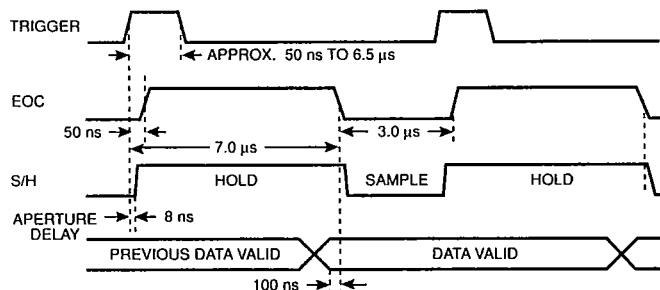 TRIGGER
APPROX. 50 ns TO 6.5 µs
EOC
50 ns
3.0 µs
7.0 µs
S/H
HOLD
SAMPLE
HOLD
APERTURE
DELAY
8 ns
PREVIOUS DATA VALID
DATA VALID
100 ns